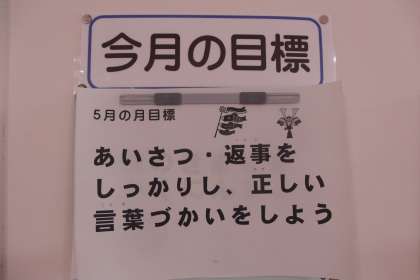 今月の目標
5月の月目標
あいさつ・返事を
しっかりし、正しい
言葉づかいをしよう